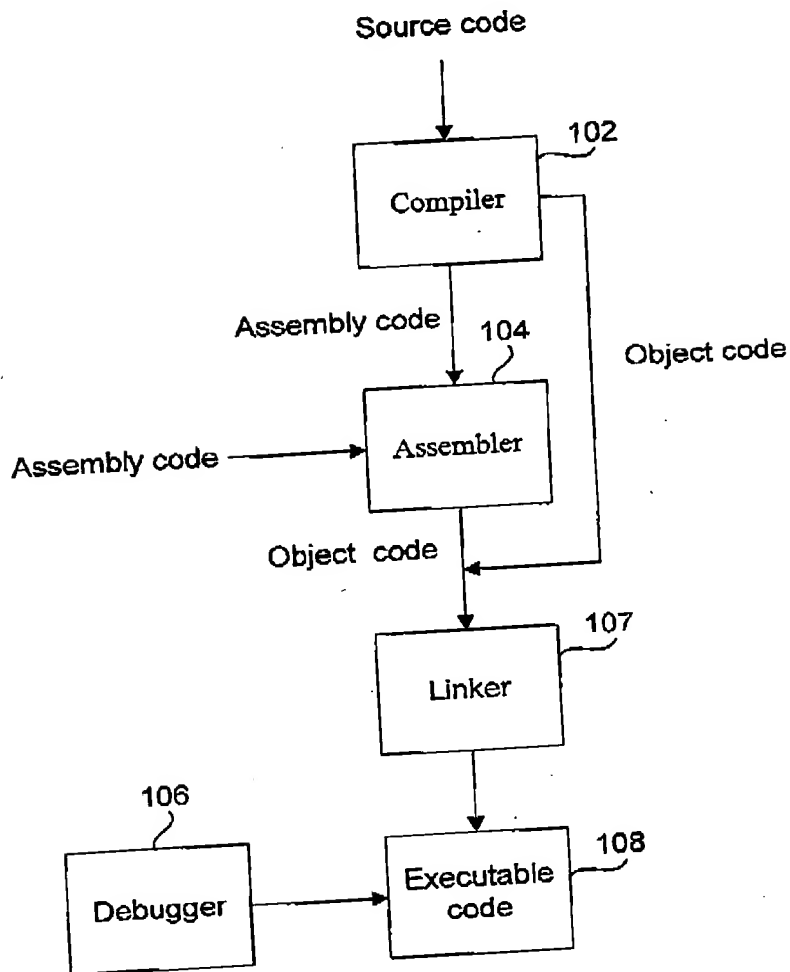 Source code
102
Compiler
Assembly code
104
Object code
Assembler
Assembly code
Object code
107
Linker
106
108
Debugger
Executable
code